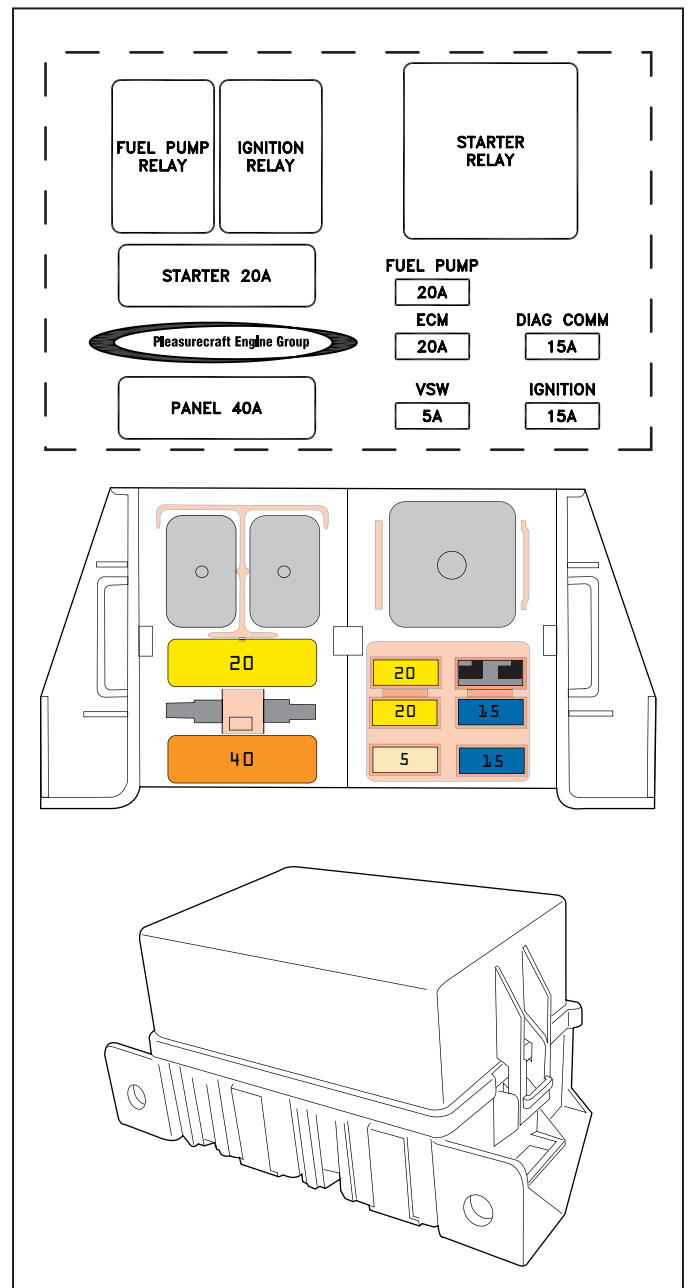 FUEL PUMP
RELAY
IGNITION
RELAY
STARTER
RELAY
STARTER 20A
FUEL PUMP
20A
Pleasurecraft Engine Group
ECM
20A
DIAG COMM
15A
PANEL 40A
VSW
5A
IGNITION
15A
20
20
20
15
40
5
15